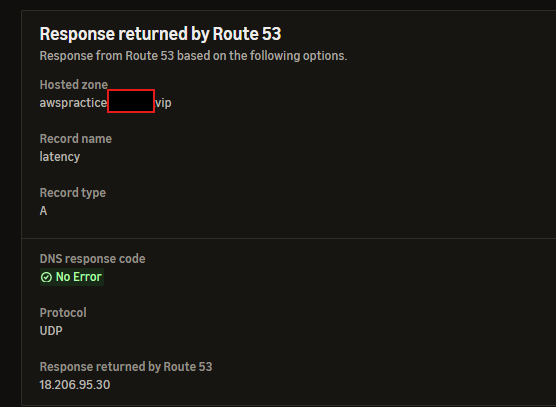 Response returned by Route 53
Response from Route 53 based on the following options.
Hosted zone
awspractice vip
Record name
latency
Record type
A
DNS response code
No Error
Protocol
UDP
Response returned by Route 53
18.206.95.30